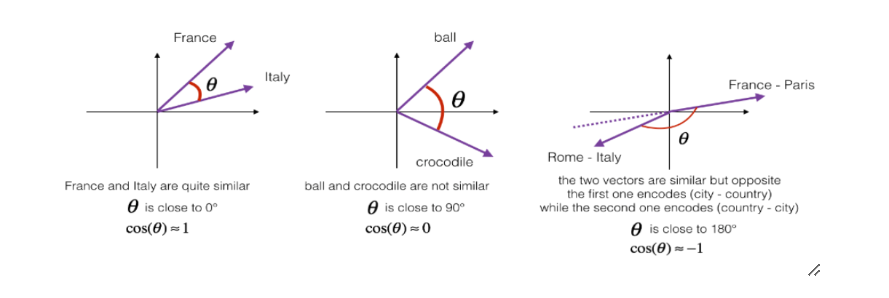 France
Italy
θ
France and Italy are quite similar
θ is close to 0°
cos(θ) ≈ 1
ball
θ
crocodile
ball and crocodile are not similar
θ is close to 90°
cos(θ) ≈ 0
France - Paris
θ
Rome - Italy
the two vectors are similar but opposite
the first one encodes (city - country)
while the second one encodes (country - city)
θ is close to 180°
cos(θ) ≈ −1